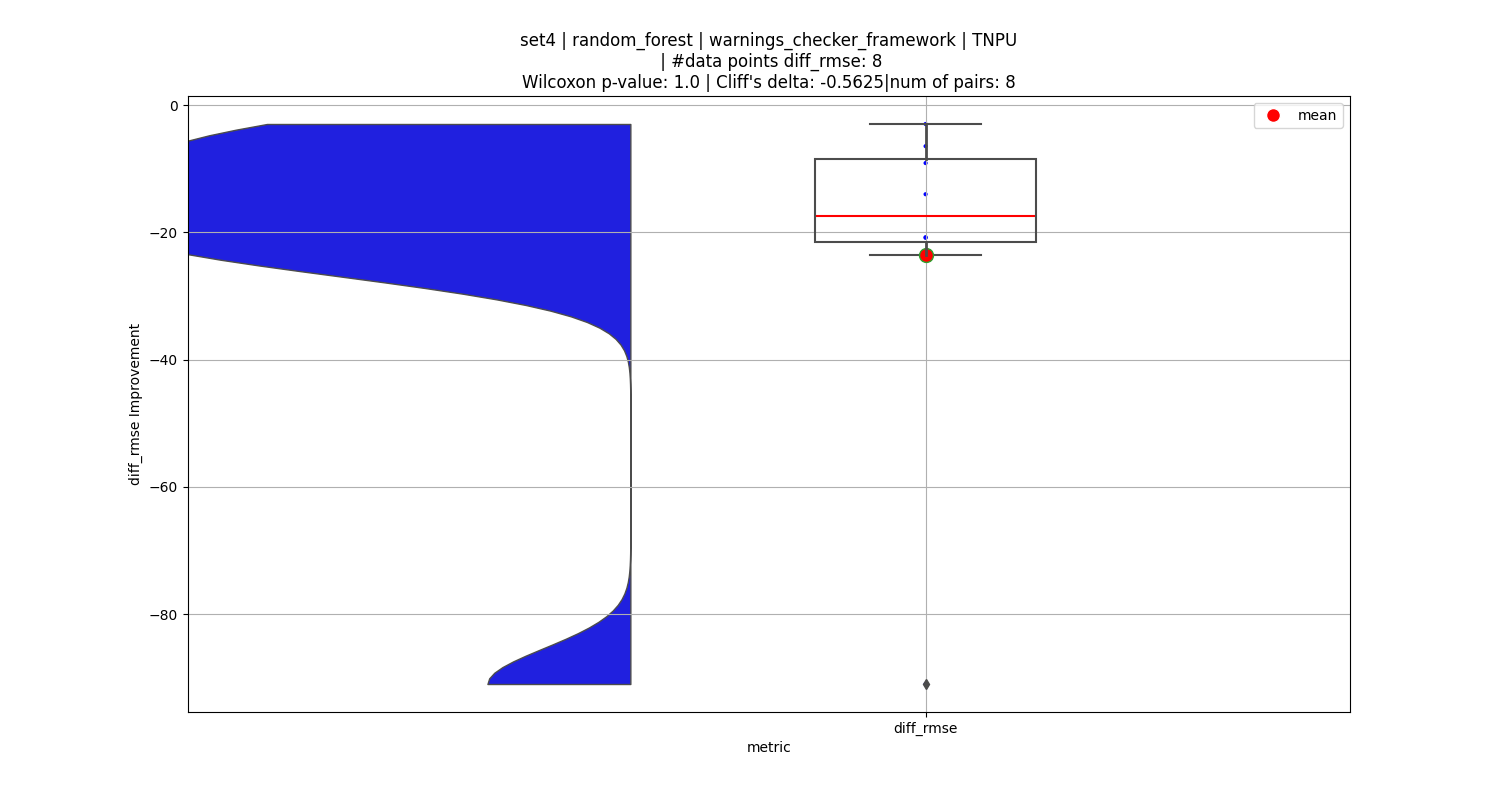 set4 | random_forest | warnings_checker_framework | TNPU
| #data points diff_rmse: 8
Wilcoxon p-value: 1.0 | Cliff's delta: -0.5625|num of pairs: 8
mean
0
−20
−40
−60
−80
diff_rmse Improvement
diff_rmse
metric